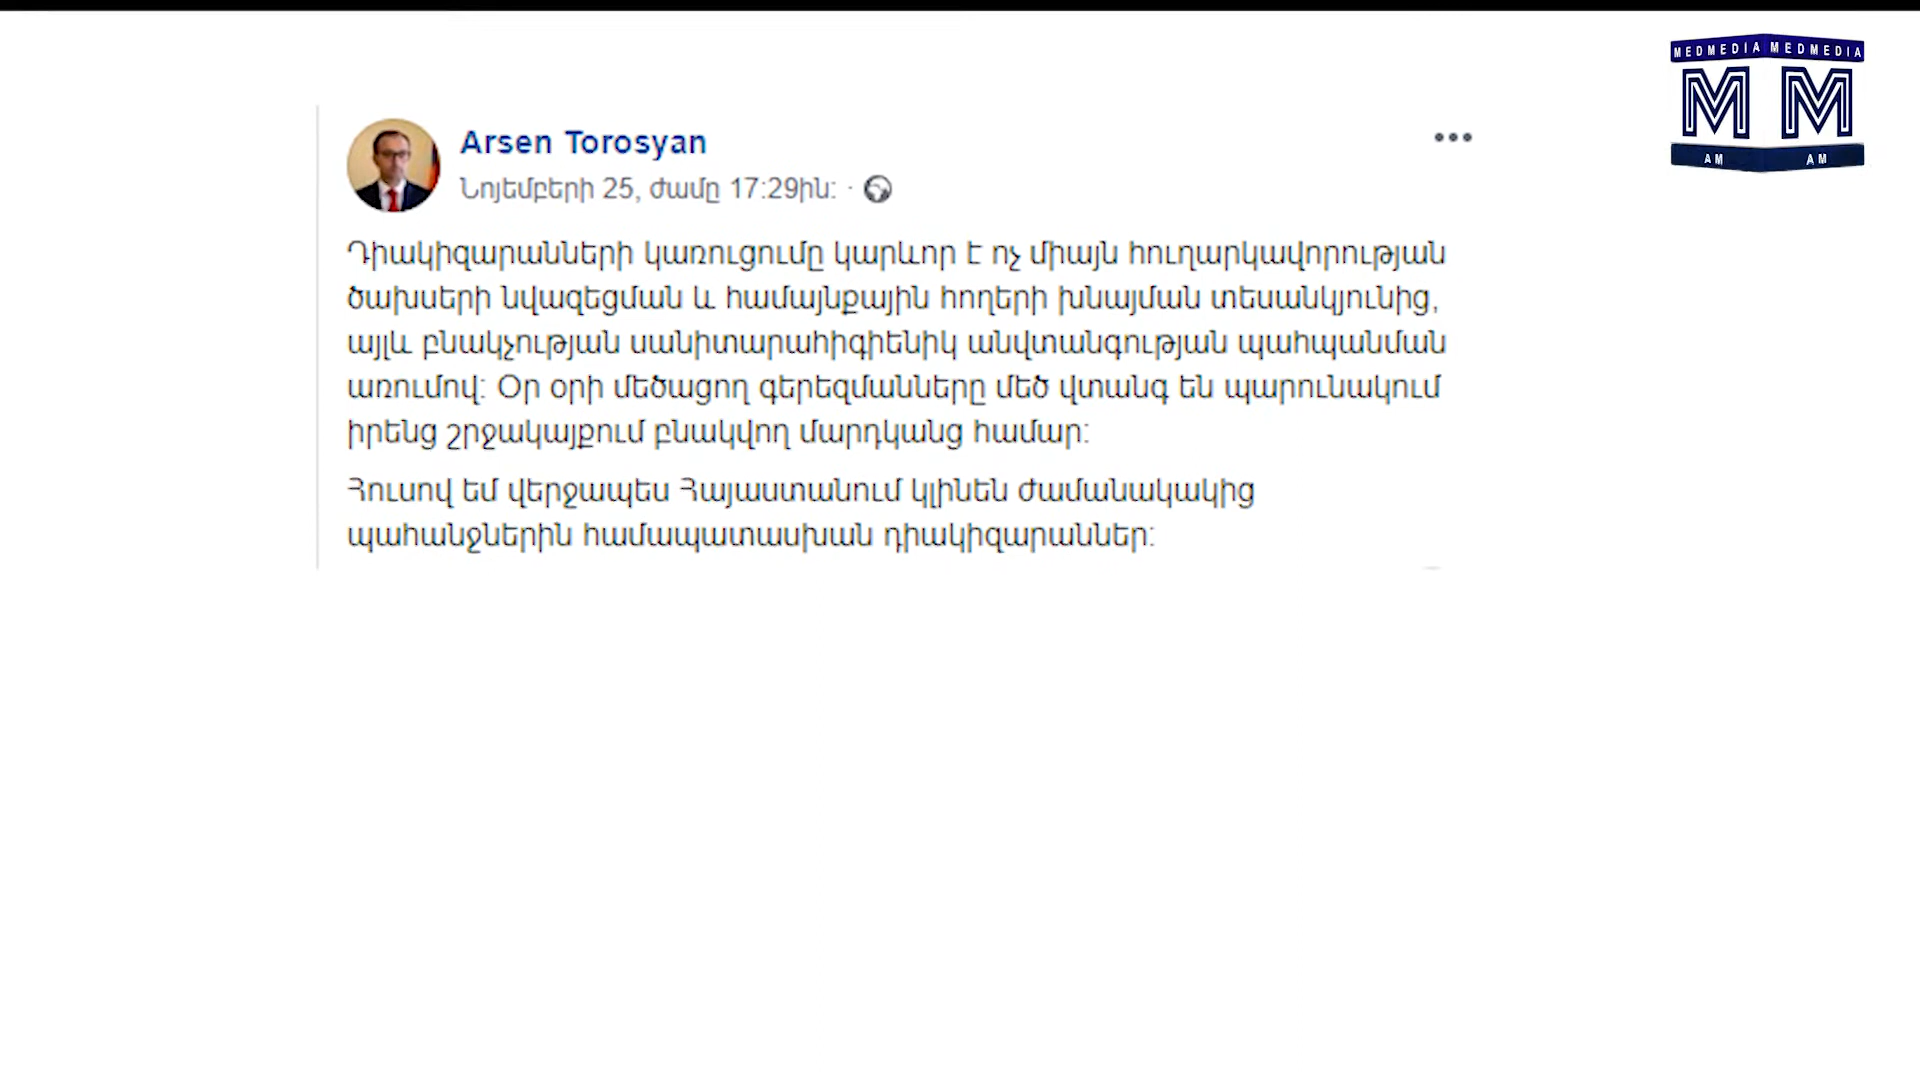 MEDMEDIA MEDMEDIA
M M
AM AM
Arsen Torosyan
Նոյեմբերի 25, ժամը 17:29ին: ·
Դիակիզարանների կառուցումը կարևոր է ոչ միայն հուղարկավորության
ծախսերի նվազեցման և համայնքային հողերի խնայման տեսանկյունից,
այլև բնակչության սանիտարահիգիենիկ անվտանգության պահպանման
առումով: Օր օրի մեծացող գերեզմանները մեծ վտանգ են պարունակում
իրենց շրջակայքում բնակվող մարդկանց համար:
Հուսով եմ վերջապես Հայաստանում կլինեն ժամանակակից
պահանջներին համապատասխան դիակիզարաններ: